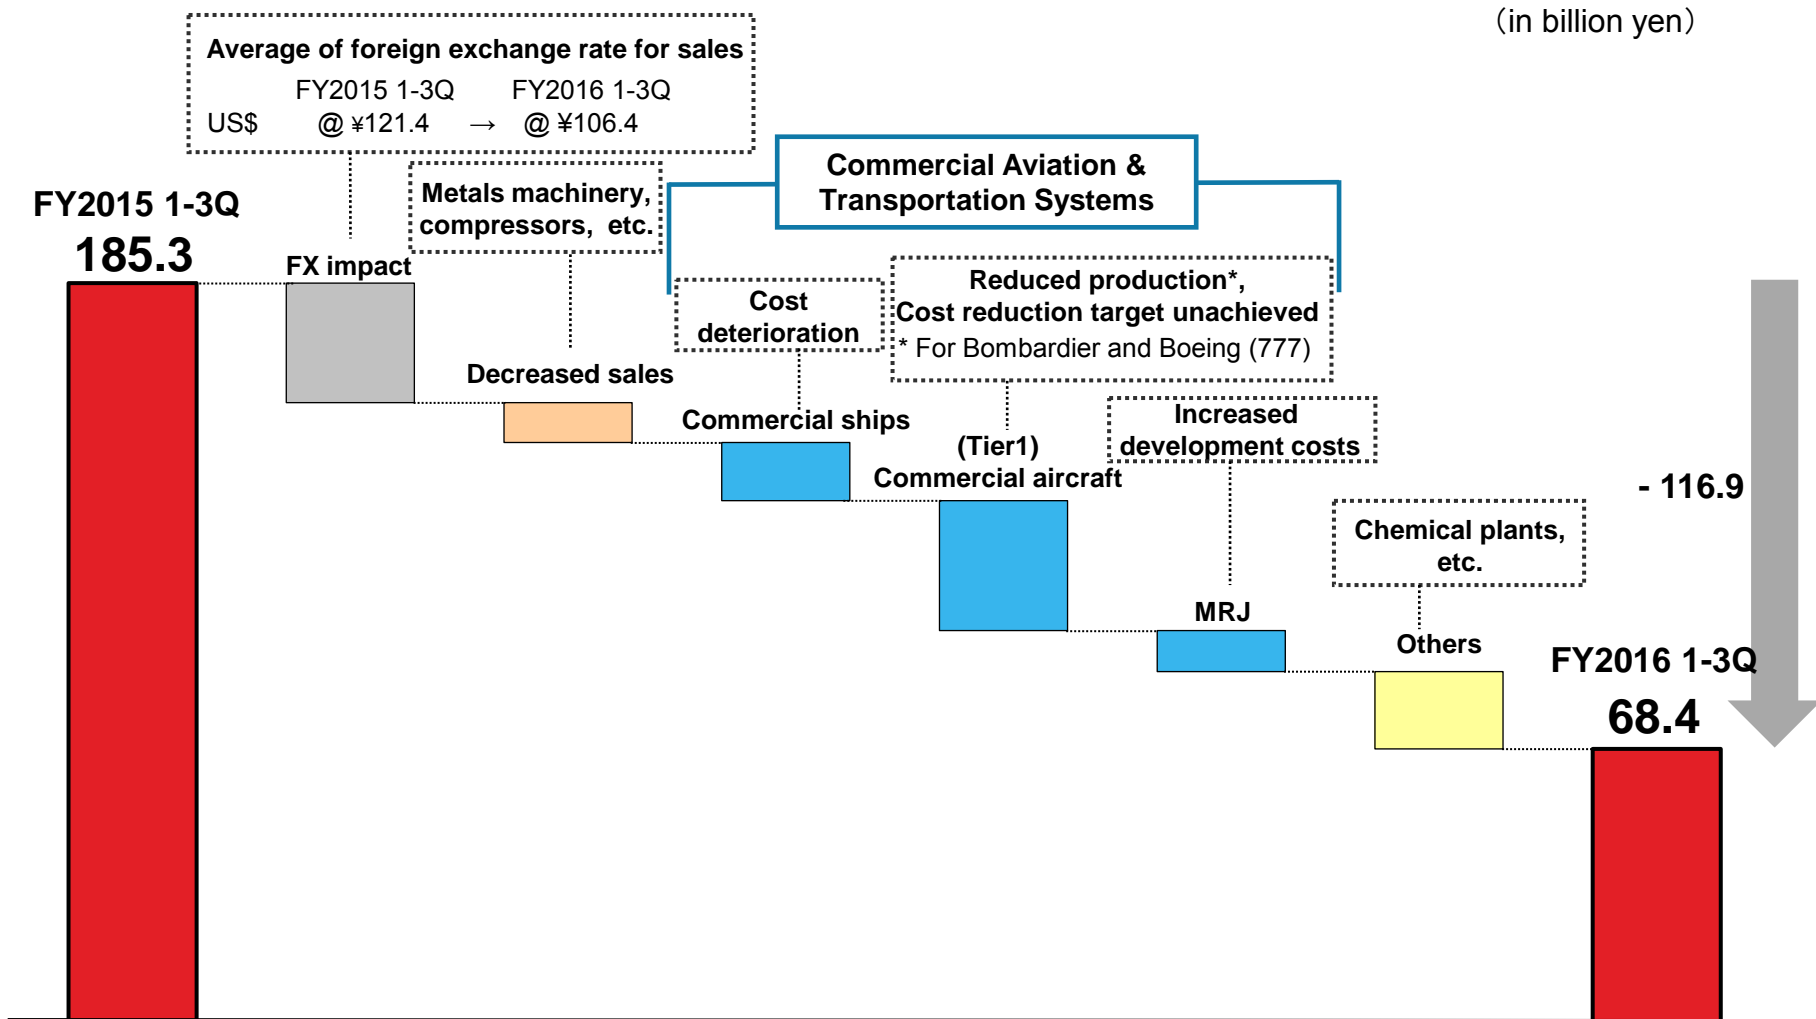 (in billion yen)
Average of foreign exchange rate for sales
FY2015 1-3Q FY2016 1-3Q
US$ @ ¥121.4 → @ ¥106.4
Commercial Aviation &
Transportation Systems
FY2015 1-3Q
185.3
Metals machinery,
compressors, etc.
FX impact
Decreased sales
Cost
deterioration
Commercial ships
Reduced production*,
Cost reduction target unachieved
* For Bombardier and Boeing (777)
(Tier1)
Commercial aircraft
Increased
development costs
MRJ
Chemical plants,
etc.
Others
- 116.9
FY2016 1-3Q
68.4